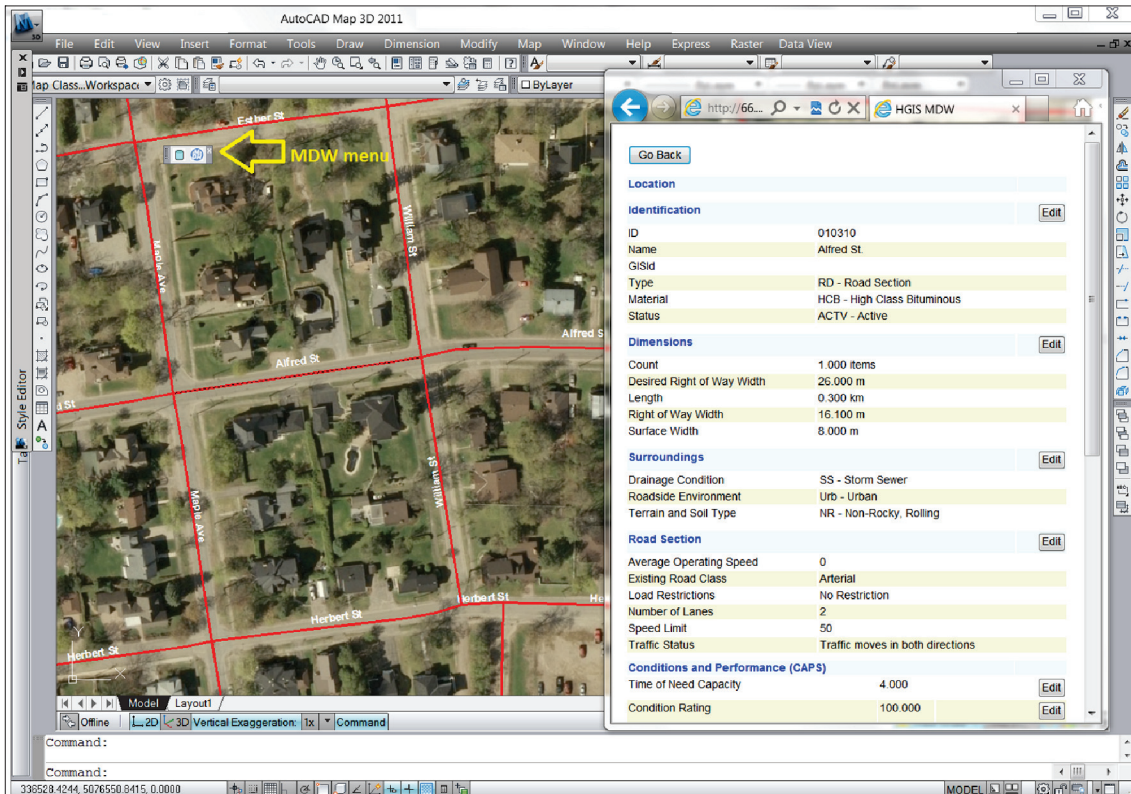 AutoCAD Map 3D 2011
3D
File Edit View Insert Format Tools Draw Dimension Modify Map Window Help Express Raster Data View
Map Class...Workspace
ByLayer
Esther St
MDW menu
William St
Maple Ave
Alfred St
Alfred S
d St
William St
Maple Ave
Herbert St
Herbert St
He
Herbert St
Y
X
Style Editor
Ta
http://66.... HGIS MDW
Go Back
Location
Identification Edit
ID 010310
Name Alfred St.
GISId
Type RD - Road Section
Material HCB - High Class Bituminous
Status ACTV - Active
Dimensions Edit
Count 1.000 items
Desired Right of Way Width 26.000 m
Length 0.300 km
Right of Way Width 16.100 m
Surface Width 8.000 m
Surroundings Edit
Drainage Condition SS - Storm Sewer
Roadside Environment Urb - Urban
Terrain and Soil Type NR - Non-Rocky, Rolling
Road Section Edit
Average Operating Speed 0
Existing Road Class Arterial
Load Restrictions No Restriction
Number of Lanes 2
Speed Limit 50
Traffic Status Traffic moves in both directions
Conditions and Performance (CAPS)
Time of Need Capacity 4.000 Edit
Condition Rating 100.000 Edit
Model Layout1
Offline 2D 3D Vertical Exaggeration: 1x Command
Command:
Command:
336528.4244, 5076550.8415, 0.0000 MODEL